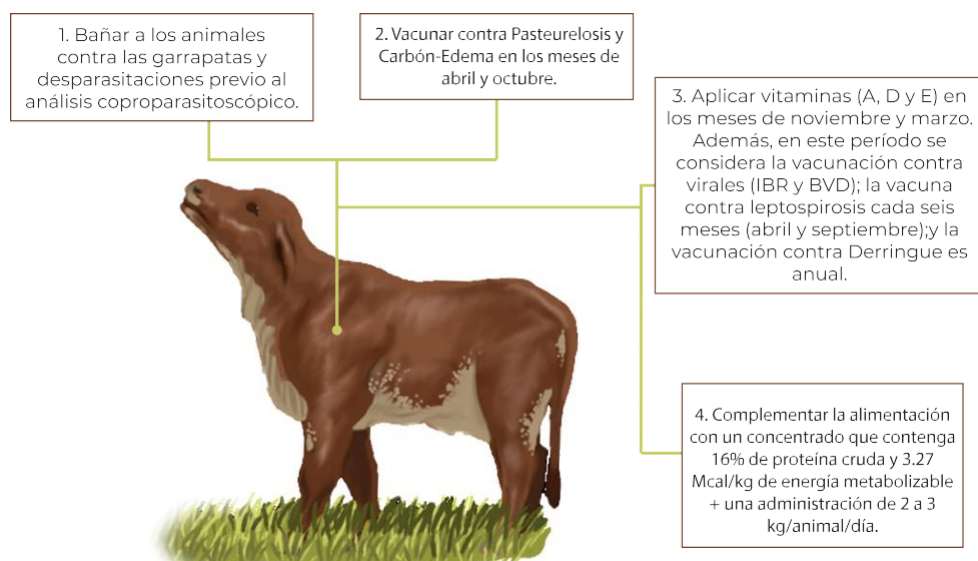 1. Bañar a los animales
contra las garrapatas y
desparasitaciones previo al
análisis coproparasitoscópico.
2. Vacunar contra Pasteurelosis y
Carbón-Edema en los meses de
abril y octubre.
3. Aplicar vitaminas (A, D y E) en
los meses de noviembre y marzo.
Además, en este período se
considera la vacunación contra
virales (IBR y BVD); la vacuna
contra leptospirosis cada seis
meses (abril y septiembre);y la
vacunación contra Derringue es
anual.
4. Complementar la alimentación
con un concentrado que contenga
16% de proteína cruda y 3.27
Mcal/kg de energía metabolizable
+ una administración de 2 a 3
kg/animal/día.